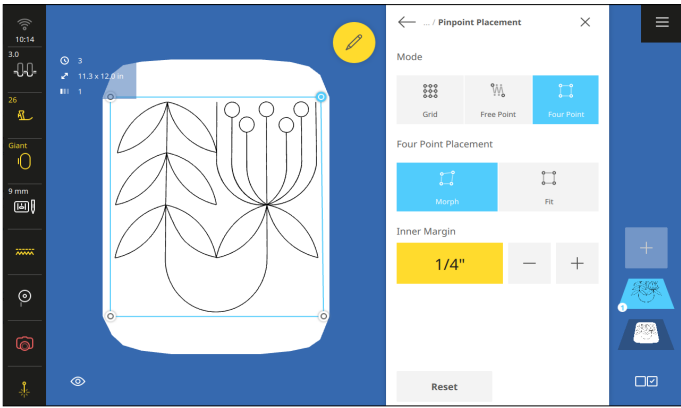 10:14
3.0
26
Giant
9 mm
3
11,3 x 12,0 in
1
... / Pinpoint Placement
Mode
Grid
Free Point
Four Point
Four Point Placement
Morph
Fit
Inner Margin
1/4"
Reset
1